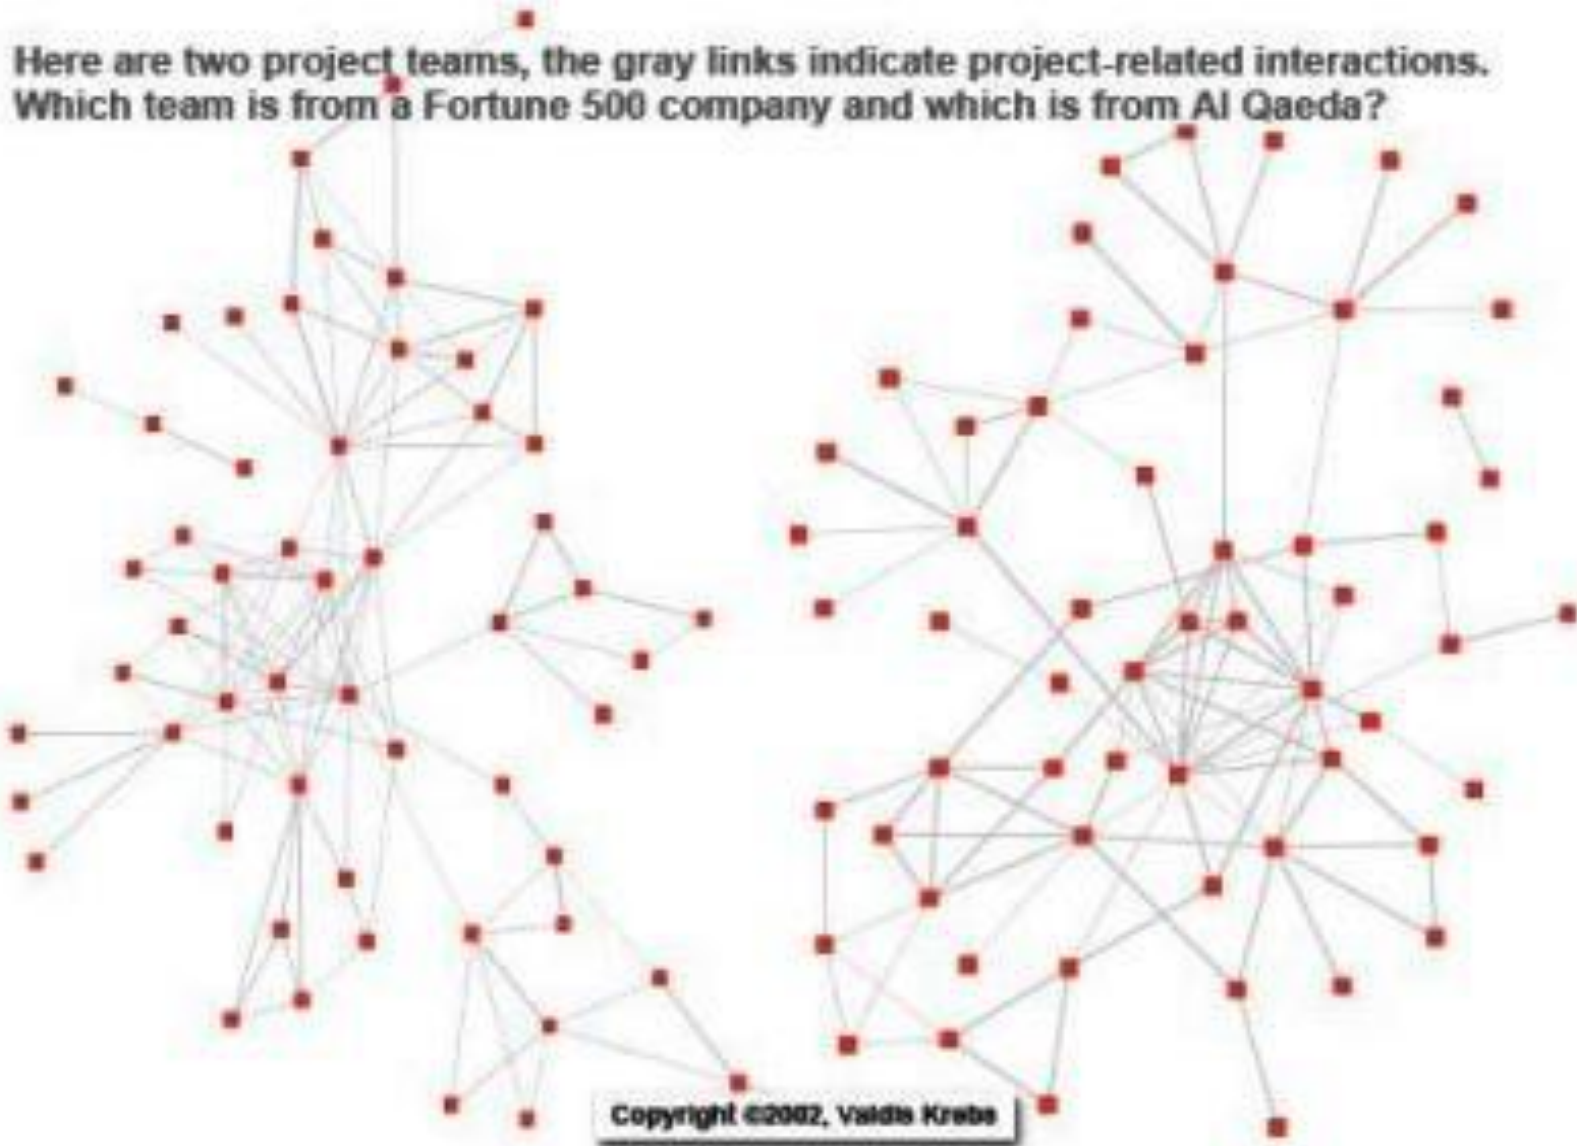 Here are two project teams, the gray links indicate project-related interactions.
Which team is from a Fortune 500 company and which is from Al Qaeda?
Copyright ©2002, Valdis Krebs